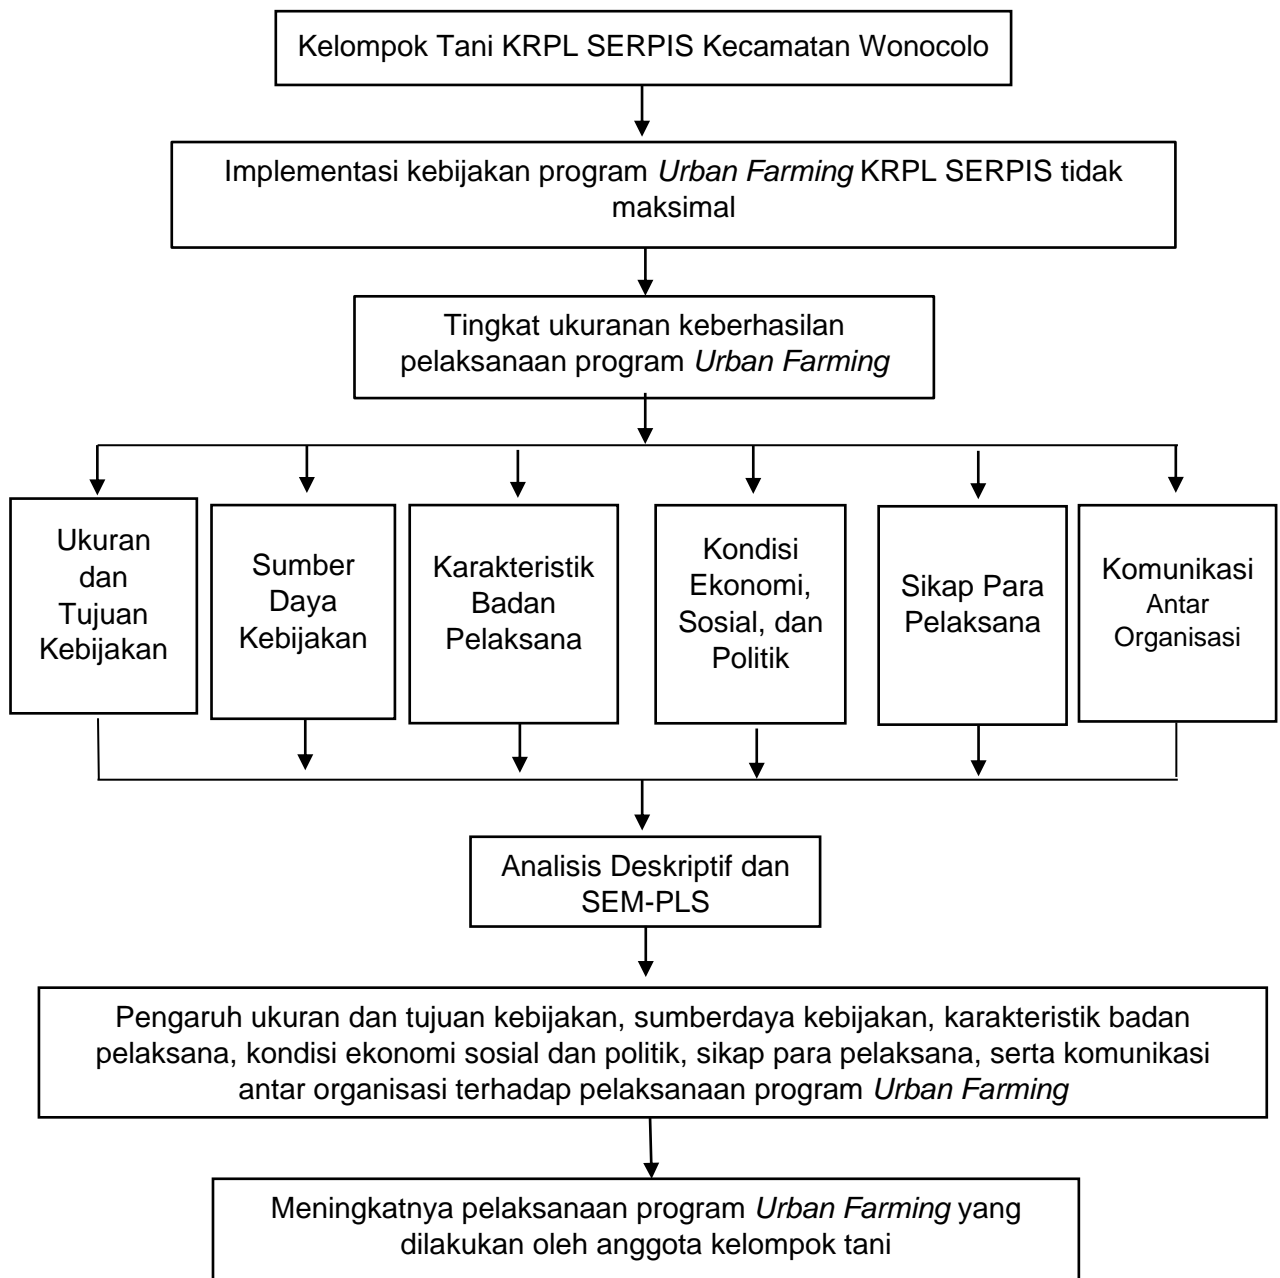 Kelompok Tani KRPL SERPIS Kecamatan Wonocolo
Implementasi kebijakan program Urban Farming KRPL SERPIS tidak
maksimal
Tingkat ukuranan keberhasilan
pelaksanaan program Urban Farming
Ukuran
dan
Tujuan
Kebijakan
Sumber
Daya
Kebijakan
Karakteristik
Badan
Pelaksana
Kondisi
Ekonomi,
Sosial, dan
Politik
Sikap Para
Pelaksana
Komunikasi
Antar
Organisasi
Analisis Deskriptif dan
SEM-PLS
Pengaruh ukuran dan tujuan kebijakan, sumberdaya kebijakan, karakteristik badan
pelaksana, kondisi ekonomi sosial dan politik, sikap para pelaksana, serta komunikasi
antar organisasi terhadap pelaksanaan program Urban Farming
Meningkatnya pelaksanaan program Urban Farming yang
dilakukan oleh anggota kelompok tani